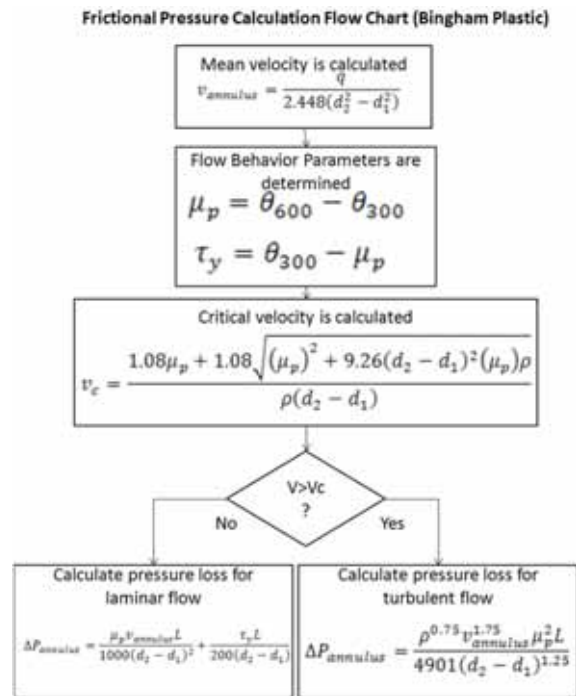 Frictional Pressure Calculation Flow Chart (Bingham Plastic)
Mean velocity is calculated
v_annulus = q̄ / 2.448(d_2^2 − d_1^2)
Flow Behavior Parameters are
determined
μ_p = θ_600 − θ_300
τ_y = θ_300 − μ_p
Critical velocity is calculated
v_c = (1.08μ_p + 1.08√((μ_p)^2 + 9.26(d_2 − d_1)^2(μ_p)ρ)) / ρ(d_2 − d_1)
V>Vc
?
No Yes
Calculate pressure loss for
laminar flow
ΔP_annulus = μ_p v_annulus L / 1000(d_2 − d_1)^2 + τ_y L / 200(d_2 − d_1)
Calculate pressure loss for
turbulent flow
ΔP_annulus = ρ^0.75 v_annulus^1.75 μ_p^2 L / 4901(d_2 − d_1)^1.25